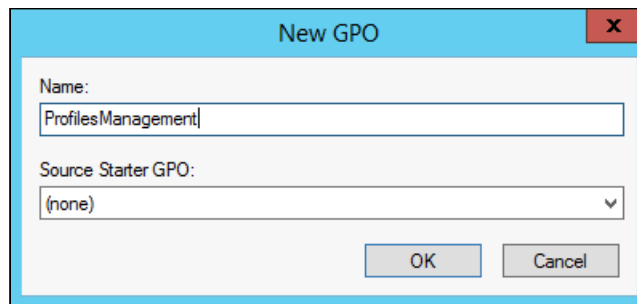 New GPO
x
Name:
ProfilesManagement
Source Starter GPO:
(none)
OK
Cancel